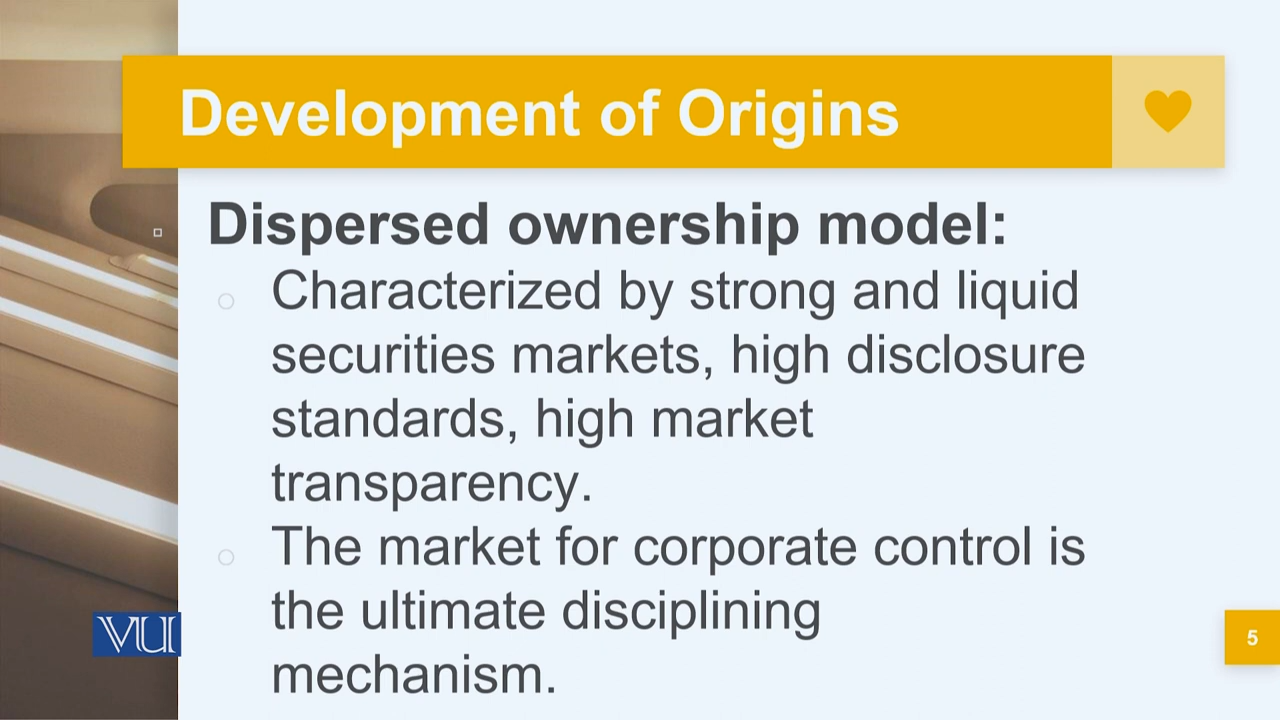 Development of Origins
Dispersed ownership model:
Characterized by strong and liquid
securities markets, high disclosure
standards, high market
transparency.
The market for corporate control is
the ultimate disciplining
mechanism.
VU
5